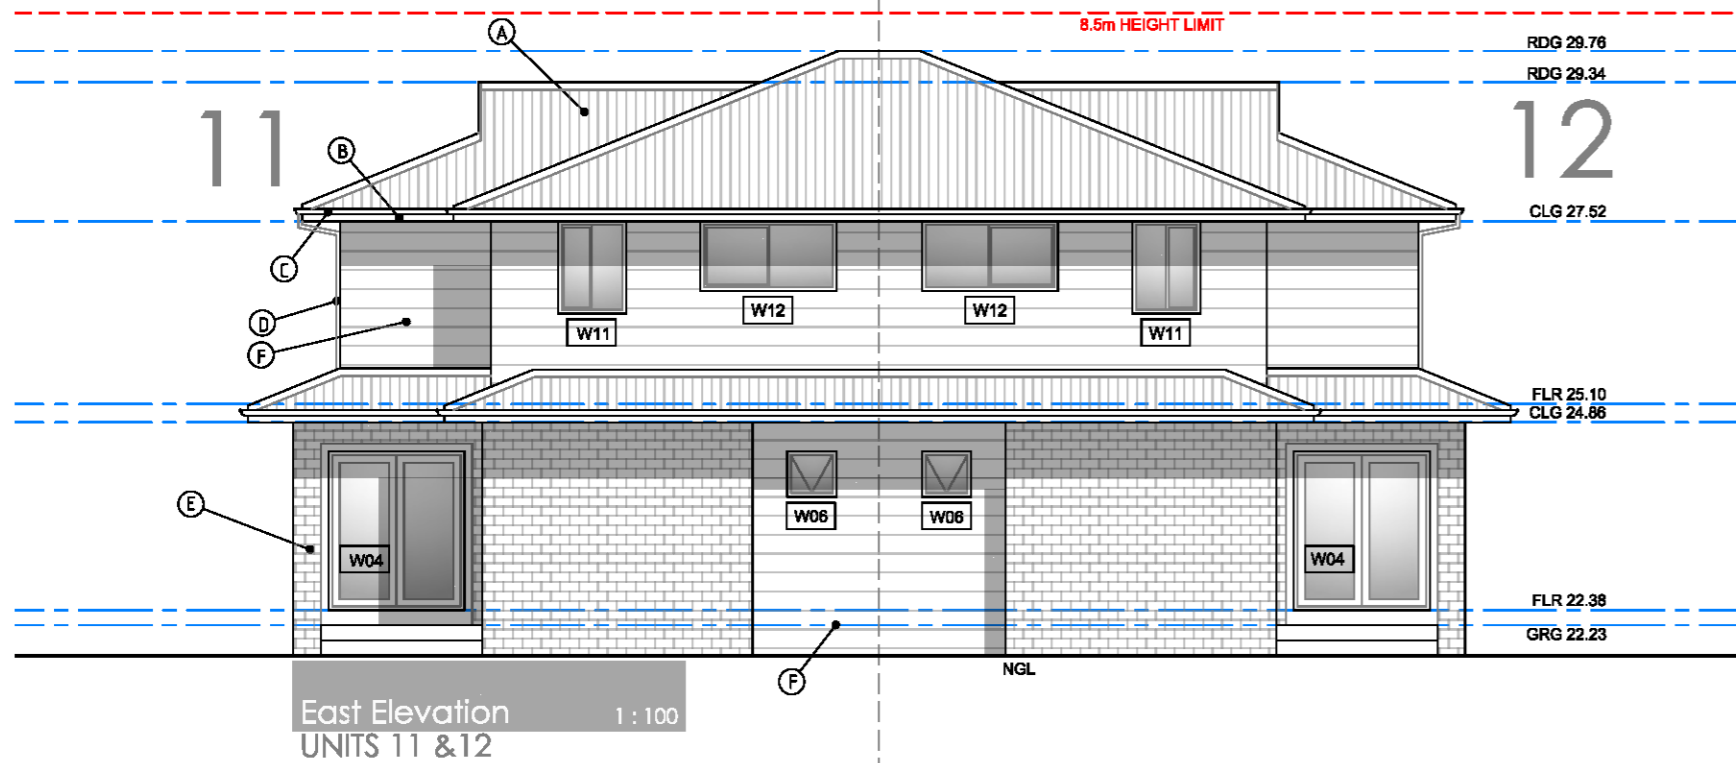 8.5m HEIGHT LIMIT
A
RDG 29.76
RDG 29.34
11
12
B
CLG 27.52
C
D
F
W11
W12
W12
W11
FLR 25.10
CLG 24.86
E
W04
W06
W06
W04
FLR 22.38
GRG 22.23
F
NGL
East Elevation 1 : 100
UNITS 11 &12